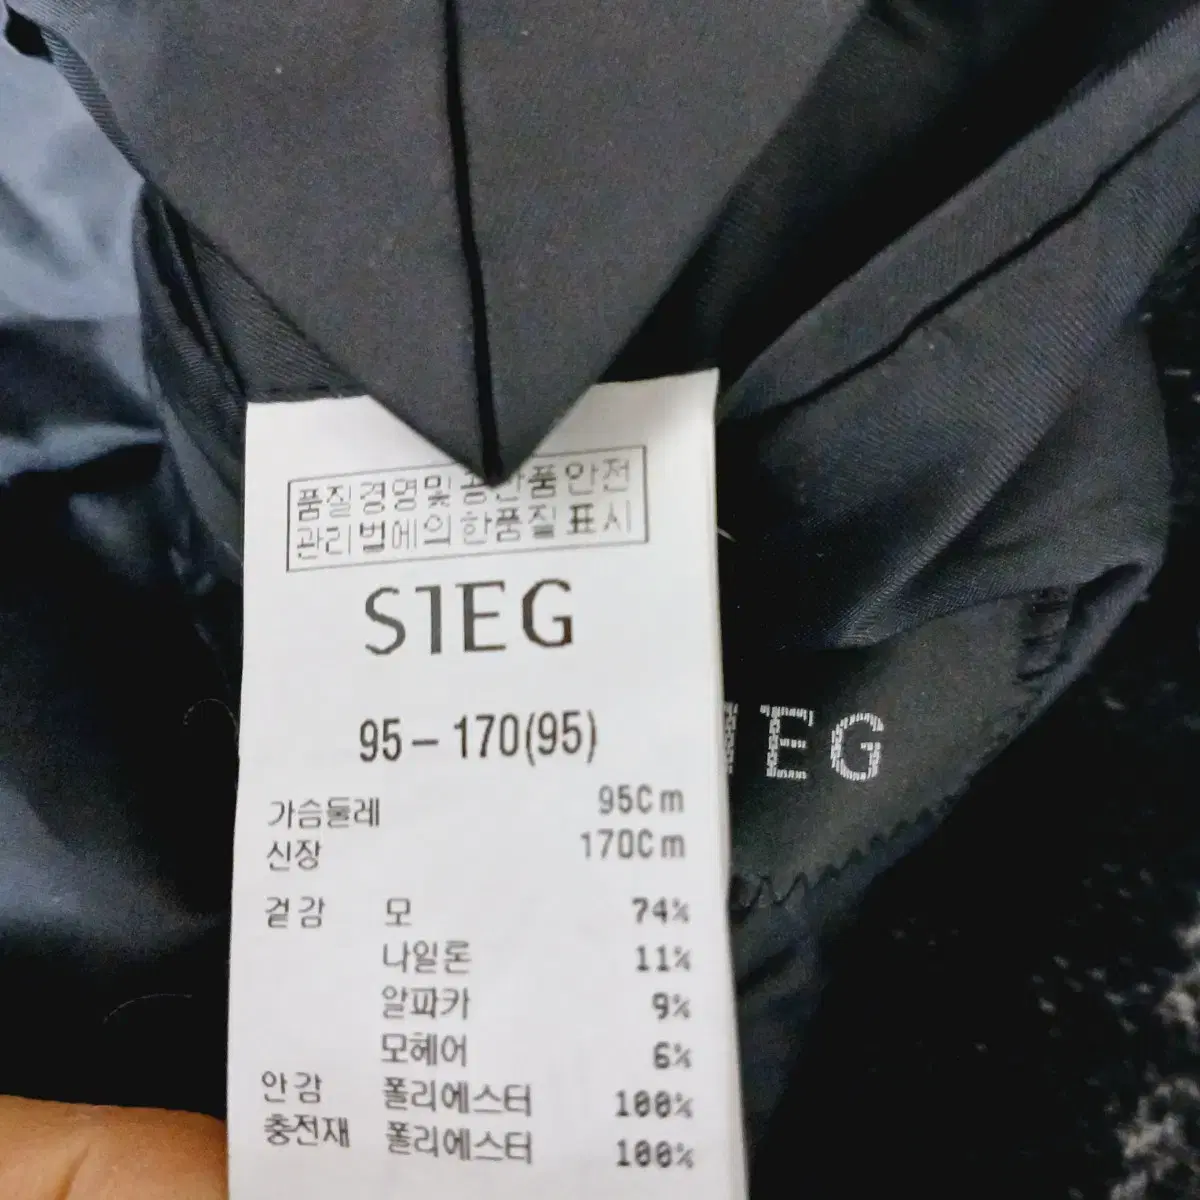 품질경영및공산품안전
관리법에의한품질표시
SIEG
95-170(95)
IEG
가슴둘레 95Cm
신장 170Cm
겉감 모 74%
나일론 11%
알파카 9%
모헤어 6%
안감 폴리에스터 100%
충전재 폴리에스터 100%